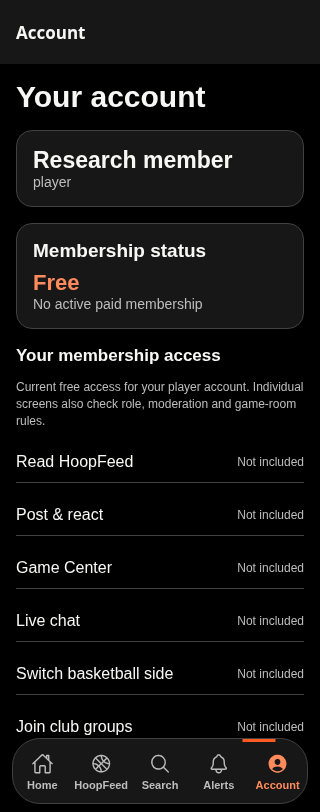 Account
Your account
Research member
player
Membership status
Free
No active paid membership
Your membership access
Current free access for your player account. Individual
screens also check role, moderation and game-room
rules.
Read HoopFeed Not included
Post & react Not included
Game Center Not included
Live chat Not included
Switch basketball side Not included
Join club groups Not included
Home HoopFeed Search Alerts Account